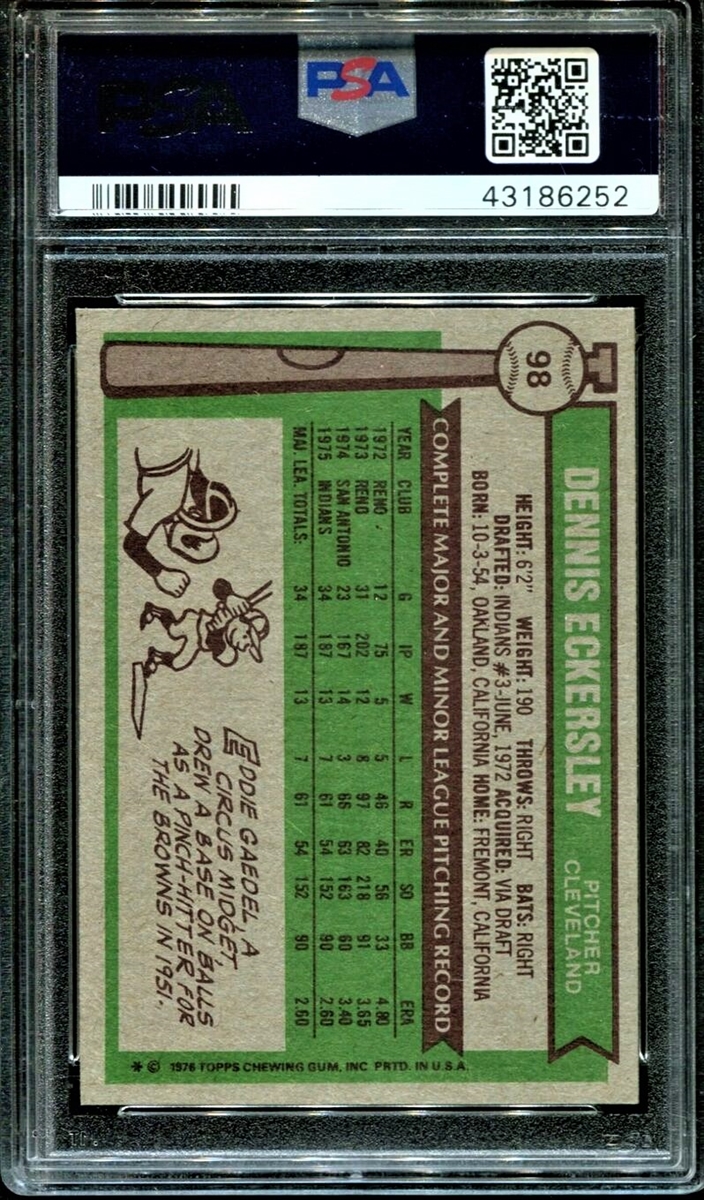 PSA
PSA
43186252
98
DENNIS ECKERSLEY
PITCHER
CLEVELAND
HEIGHT: 6'2" WEIGHT: 190 THROWS: RIGHT BATS: RIGHT
DRAFTED: INDIANS #3-JUNE, 1972 ACQUIRED: VIA DRAFT
BORN: 10-3-54, OAKLAND, CALIFORNIA HOME: FREMONT, CALIFORNIA
COMPLETE MAJOR AND MINOR LEAGUE PITCHING RECORD
YEAR CLUB G IP W L R ER SO BB ERA
1972 RENO 12 75 5 5 46 40 56 33 4.80
1973 RENO 31 202 12 8 97 82 218 91 3.65
1974 SAN ANTONIO 23 167 14 3 66 63 163 60 3.40
1975 INDIANS 34 187 13 7 61 54 152 90 2.60
MAJ. LEA. TOTALS: 34 187 13 7 61 54 152 90 2.60
EDDIE GAEDEL, A
CIRCUS MIDGET,
DREW A BASE ON BALLS
AS A PINCH-HITTER FOR
THE BROWNS IN 1951.
* © 1976 TOPPS CHEWING GUM, INC. PRTD. IN U.S.A.